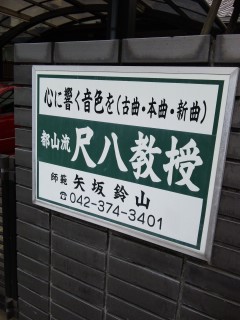 心に響く音色を(古曲・本曲・新曲)
都山流 尺八教授
師範 矢坂鈴山
☎042-374-3401